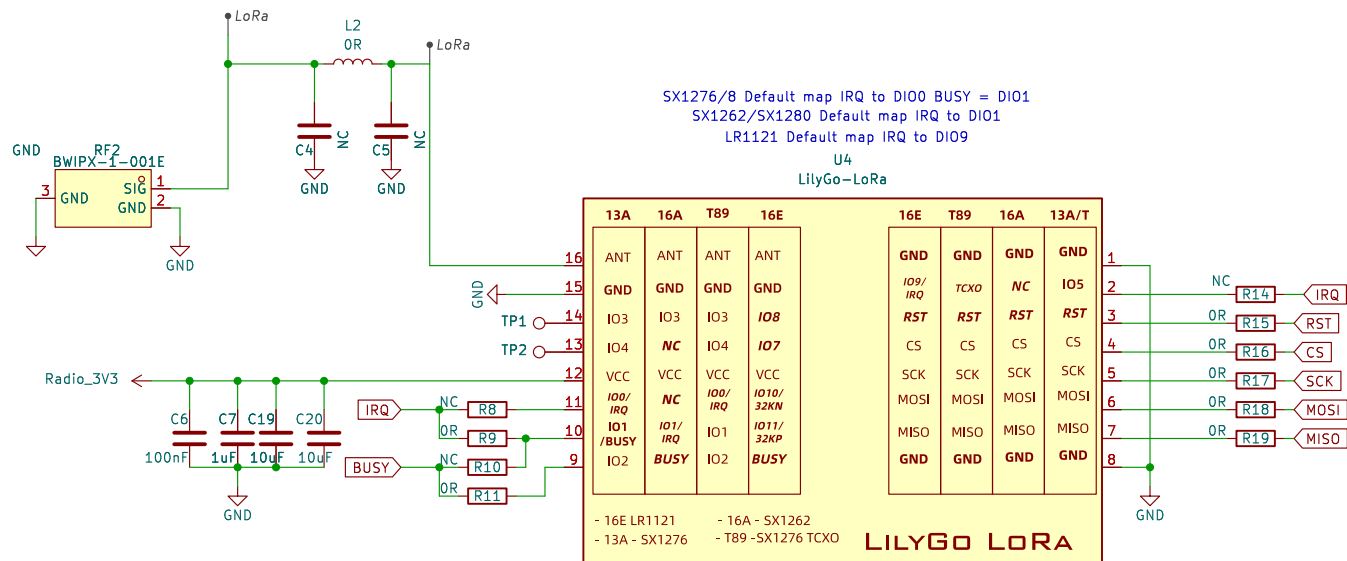 LoRa
L2
0R
LoRa
SX1276/8 Default map IRQ to DIO0 BUSY = DIO1
SX1262/SX1280 Default map IRQ to DIO1
LR1121 Default map IRQ to DIO9
U4
LilyGo-LoRa
C4
NC
C5
NC
GND
GND
GND
RF2
BWIPX-1-001E
3
GND
SIG
1
GND
2
GND
13A 16A T89 16E
16E T89 16A 13A/T
16 ANT ANT ANT ANT
GND GND GND GND 1
GND
15 GND GND GND GND
IO9/IRQ TCXO NC IO5 2
NC R14 IRQ
TP1 14 IO3 IO3 IO3 IO8
RST RST RST RST 3
0R R15 RST
TP2 13 IO4 NC IO4 IO7
CS CS CS CS 4
0R R16 CS
Radio_3V3
12 VCC VCC VCC VCC
SCK SCK SCK SCK 5
0R R17 SCK
IRQ NC R8 11 IO0/IRQ NC IO0/IRQ IO10/32KN
MOSI MOSI MOSI MOSI 6
0R R18 MOSI
0R R9 10 IO1/BUSY IO1/IRQ IO1 IO11/32KP
MISO MISO MISO MISO 7
0R R19 MISO
BUSY NC R10 9 IO2 BUSY IO2 BUSY
GND GND GND GND 8
0R R11
C6 C7 C19 C20
100nF 1uF 10uF 10uF
GND
GND
- 16E LR1121 - 16A - SX1262
- 13A - SX1276 - T89 -SX1276 TCXO
LILYGO LORA